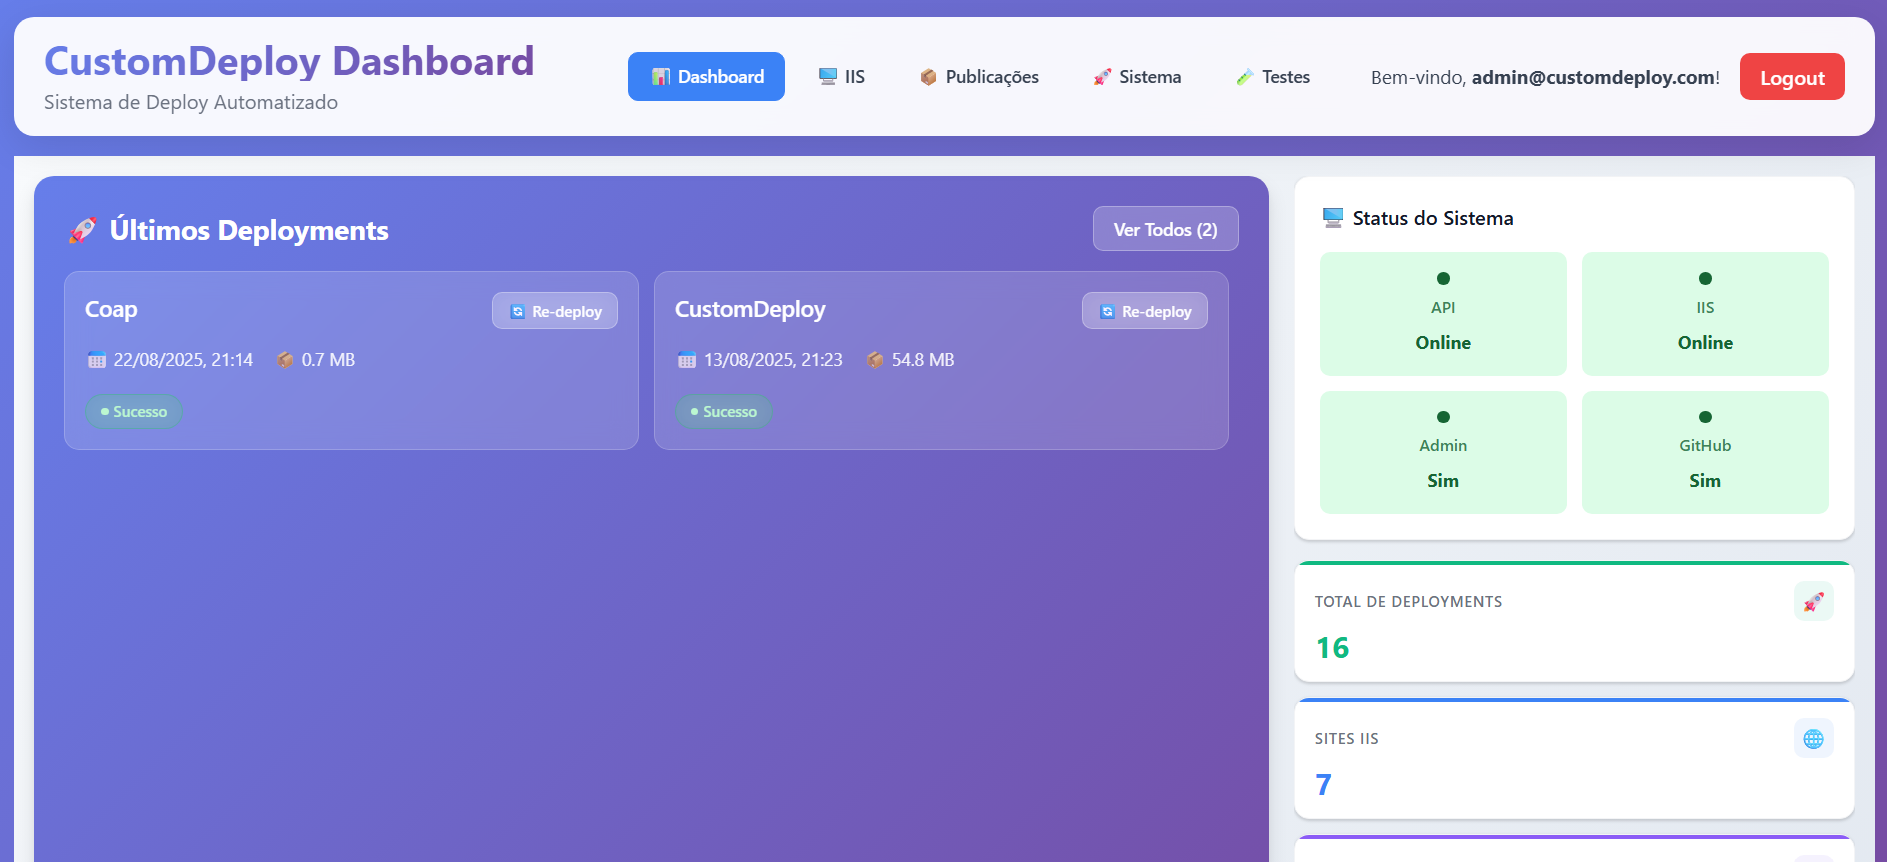 CustomDeploy Dashboard
Sistema de Deploy Automatizado
Dashboard
IIS
Publicações
Sistema
Testes
Bem-vindo, admin@customdeploy.com!
Logout
Últimos Deployments
Ver Todos (2)
Coap
Re-deploy
22/08/2025, 21:14
0.7 MB
Sucesso
CustomDeploy
Re-deploy
13/08/2025, 21:23
54.8 MB
Sucesso
Status do Sistema
API
Online
IIS
Online
Admin
Sim
GitHub
Sim
TOTAL DE DEPLOYMENTS
16
SITES IIS
7